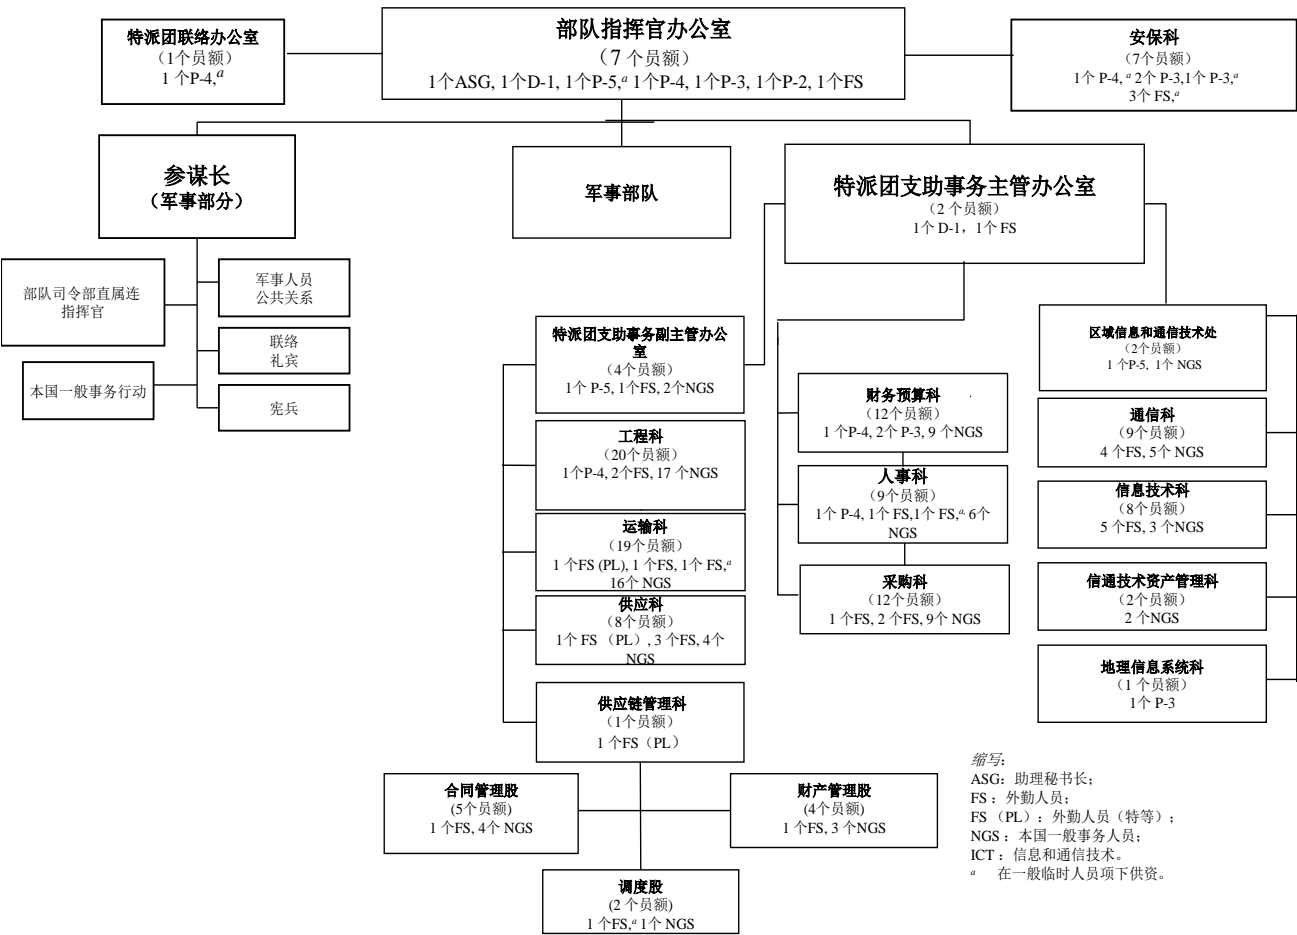 特派团联络办公室
（1个员额）
1 个P-4,a
部队指挥官办公室
（7 个员额）
1个ASG, 1个D-1, 1个P-5,a 1个P-4, 1个P-3, 1个P-2, 1个FS
安保科
（7个员额）
1个 P-4, a 2个 P-3,1个 P-3,a
3个 FS,a
参谋长
（军事部分）
军事部队
特派团支助事务主管办公室
（2 个员额）
1个 D-1，1个 FS
部队司令部直属连
指挥官
军事人员
公共关系
联络
礼宾
本国一般事务行动
宪兵
特派团支助事务副主管办公
室
（4个员额）
1个 P-5, 1个FS, 2个NGS
工程科
（20个员额）
1个P-4, 2个FS, 17 个NGS
运输科
（19个员额）
1 个FS (PL), 1 个FS, 1个 FS,a
16个 NGS
供应科
（8个员额）
1个 FS （PL）, 3 个FS, 4个
NGS
供应链管理科
（1个员额）
1 个FS（PL）
合同管理股
(5个员额)
1 个FS, 4个 NGS
财产管理股
(4个员额)
1 个FS, 3 个NGS
调度股
(2 个员额)
1 个FS,a 1个 NGS
财务预算科
（12个员额）
1 个P-4, 2个 P-3, 9 个NGS
人事科
（9个员额）
1个 P-4, 1个 FS,1个 FS,a, 6个
NGS
采购科
（12个员额）
1 个FS, 2 个FS, 9个 NGS
区域信息和通信技术处
（2个员额）
1 个P-5, 1个 NGS
通信科
（9个员额）
4 个FS, 5个 NGS
信息技术科
（8个员额）
5 个FS, 3 个NGS
信通技术资产管理科
（2个员额）
2 个NGS
地理信息系统科
（1 个员额）
1个 P-3
缩写:
ASG：助理秘书长；
FS ：外勤人员；
FS （PL）：外勤人员（特等）；
NGS ：本国一般事务人员；
ICT ：信息和通信技术。
a 在一般临时人员项下供资。